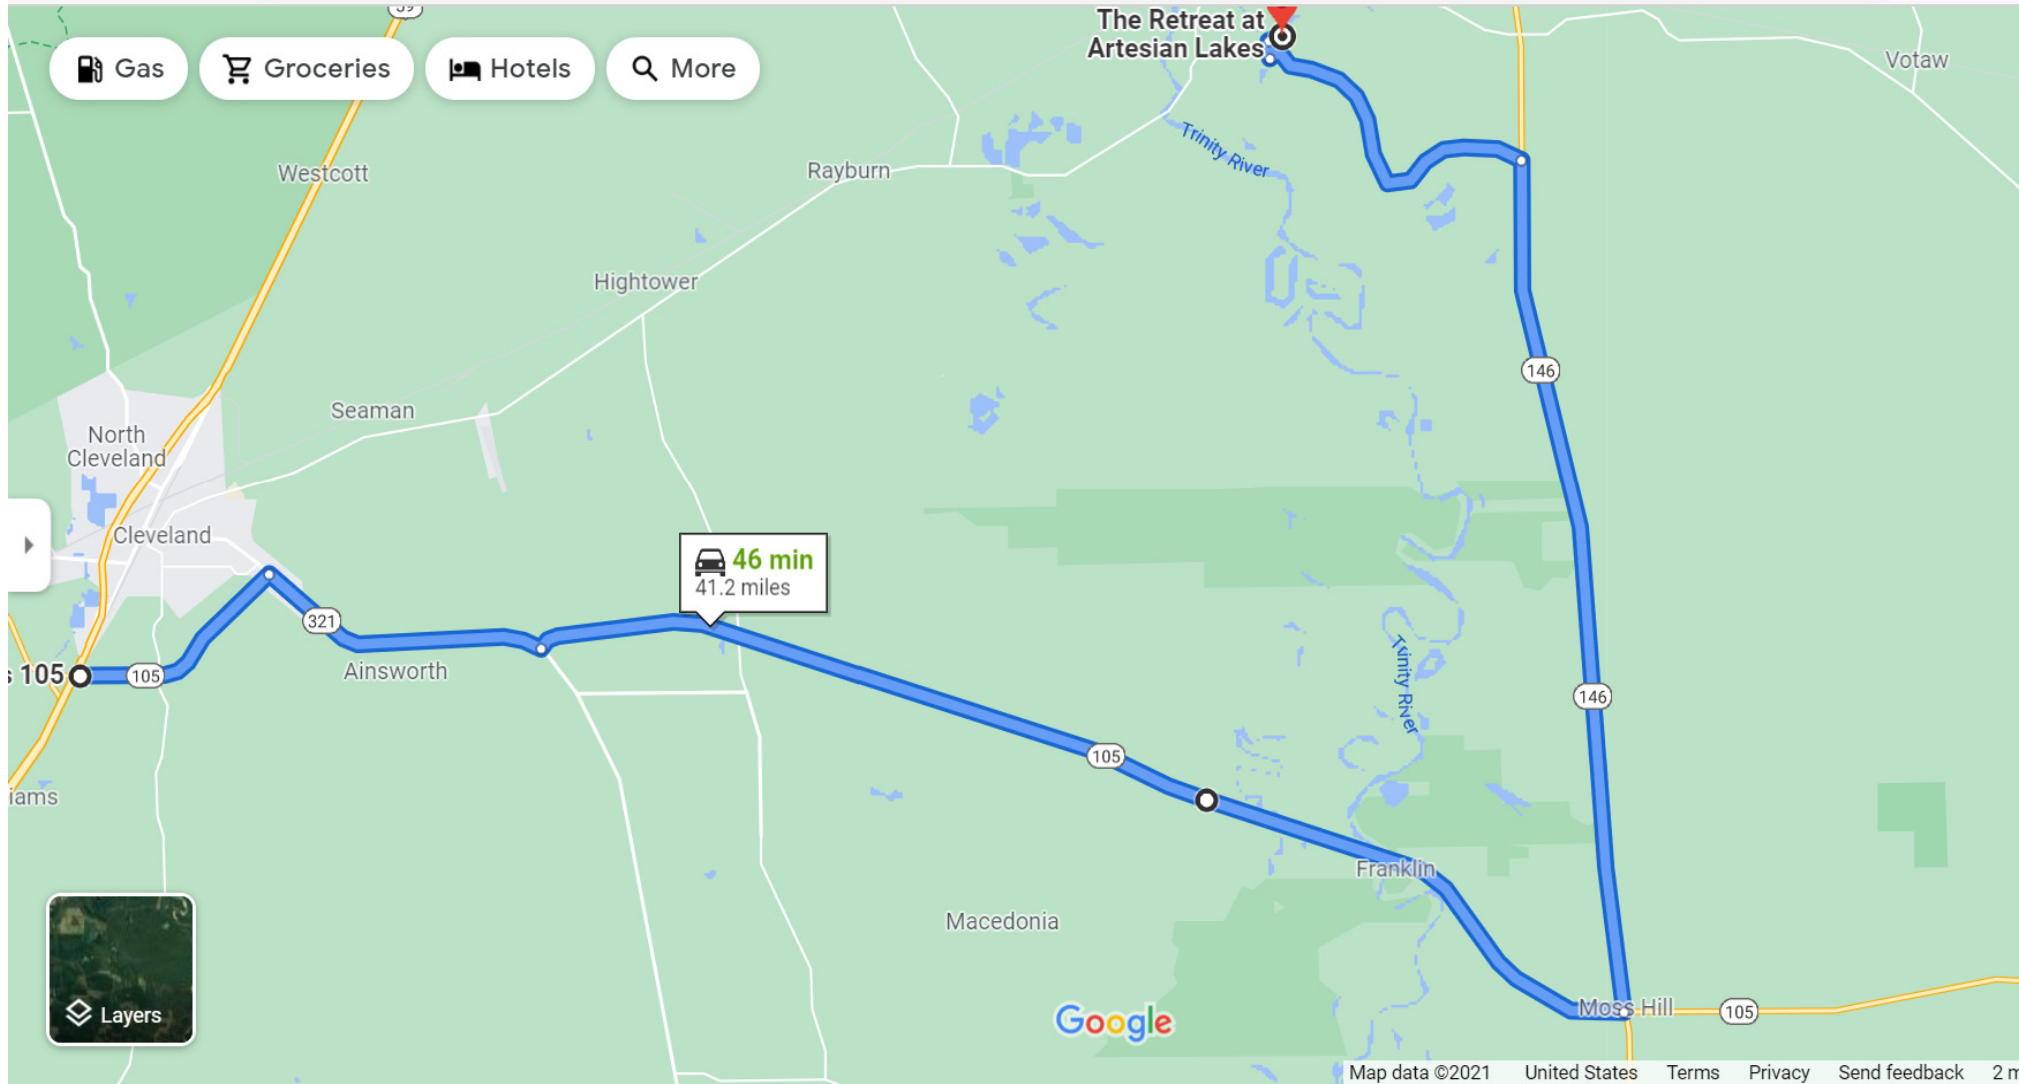 59
The Retreat at
Artesian Lakes
Gas
Groceries
Hotels
More
Votaw
Trinity River
Westcott
Rayburn
Hightower
146
Seaman
North
Cleveland
Cleveland
46 min
41.2 miles
321
Ainsworth
s 105
105
Trinity River
146
105
iams
Franklin
Macedonia
Moss Hill
105
Layers
Google
Map data ©2021 United States Terms Privacy Send feedback 2 m